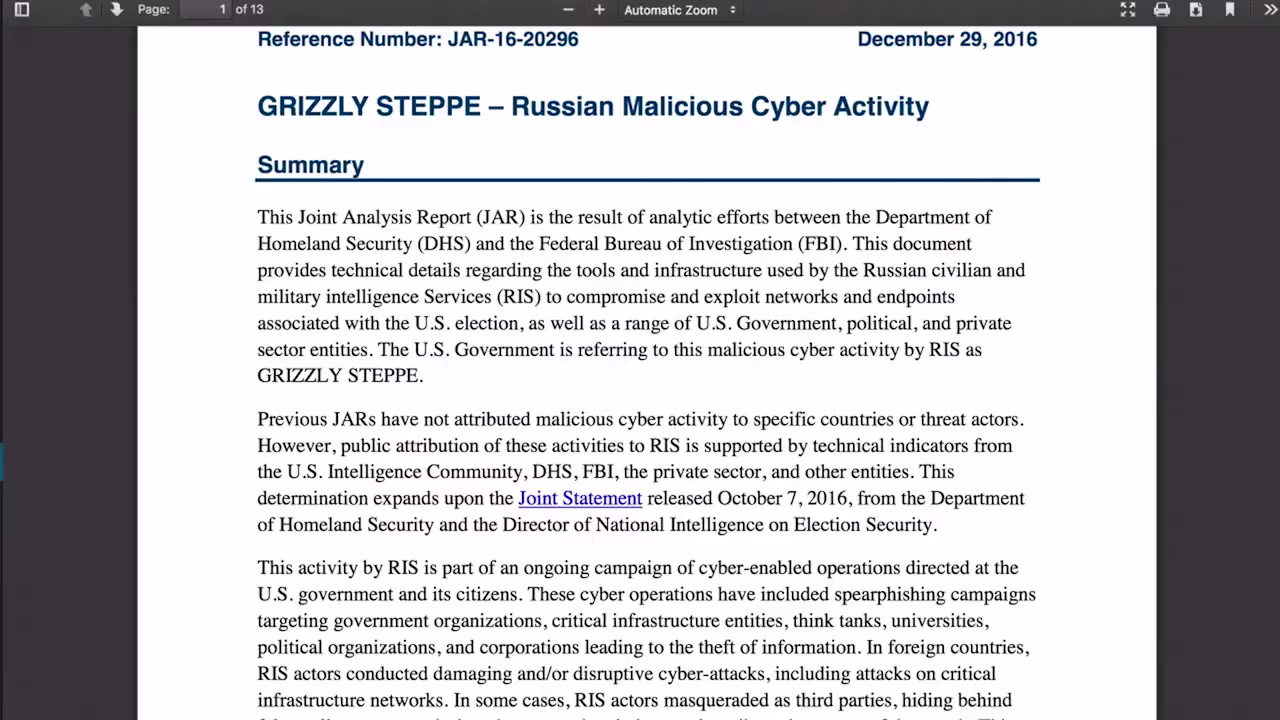 Page: 1 of 13 Automatic Zoom
Reference Number: JAR-16-20296 December 29, 2016
GRIZZLY STEPPE – Russian Malicious Cyber Activity
Summary
This Joint Analysis Report (JAR) is the result of analytic efforts between the Department of
Homeland Security (DHS) and the Federal Bureau of Investigation (FBI). This document
provides technical details regarding the tools and infrastructure used by the Russian civilian and
military intelligence Services (RIS) to compromise and exploit networks and endpoints
associated with the U.S. election, as well as a range of U.S. Government, political, and private
sector entities. The U.S. Government is referring to this malicious cyber activity by RIS as
GRIZZLY STEPPE.
Previous JARs have not attributed malicious cyber activity to specific countries or threat actors.
However, public attribution of these activities to RIS is supported by technical indicators from
the U.S. Intelligence Community, DHS, FBI, the private sector, and other entities. This
determination expands upon the Joint Statement released October 7, 2016, from the Department
of Homeland Security and the Director of National Intelligence on Election Security.
This activity by RIS is part of an ongoing campaign of cyber-enabled operations directed at the
U.S. government and its citizens. These cyber operations have included spearphishing campaigns
targeting government organizations, critical infrastructure entities, think tanks, universities,
political organizations, and corporations leading to the theft of information. In foreign countries,
RIS actors conducted damaging and/or disruptive cyber-attacks, including attacks on critical
infrastructure networks. In some cases, RIS actors masqueraded as third parties, hiding behind